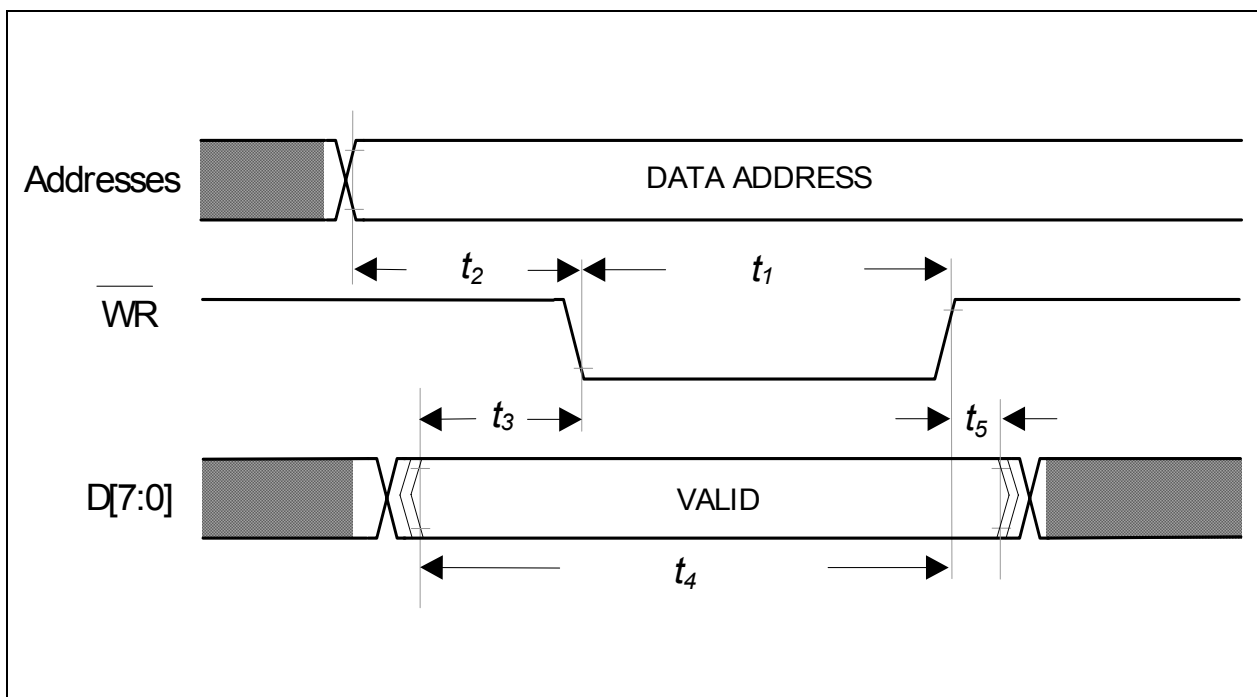 Addresses
DATA ADDRESS
t2
t1
WR
t3
t5
D[7:0]
VALID
t4